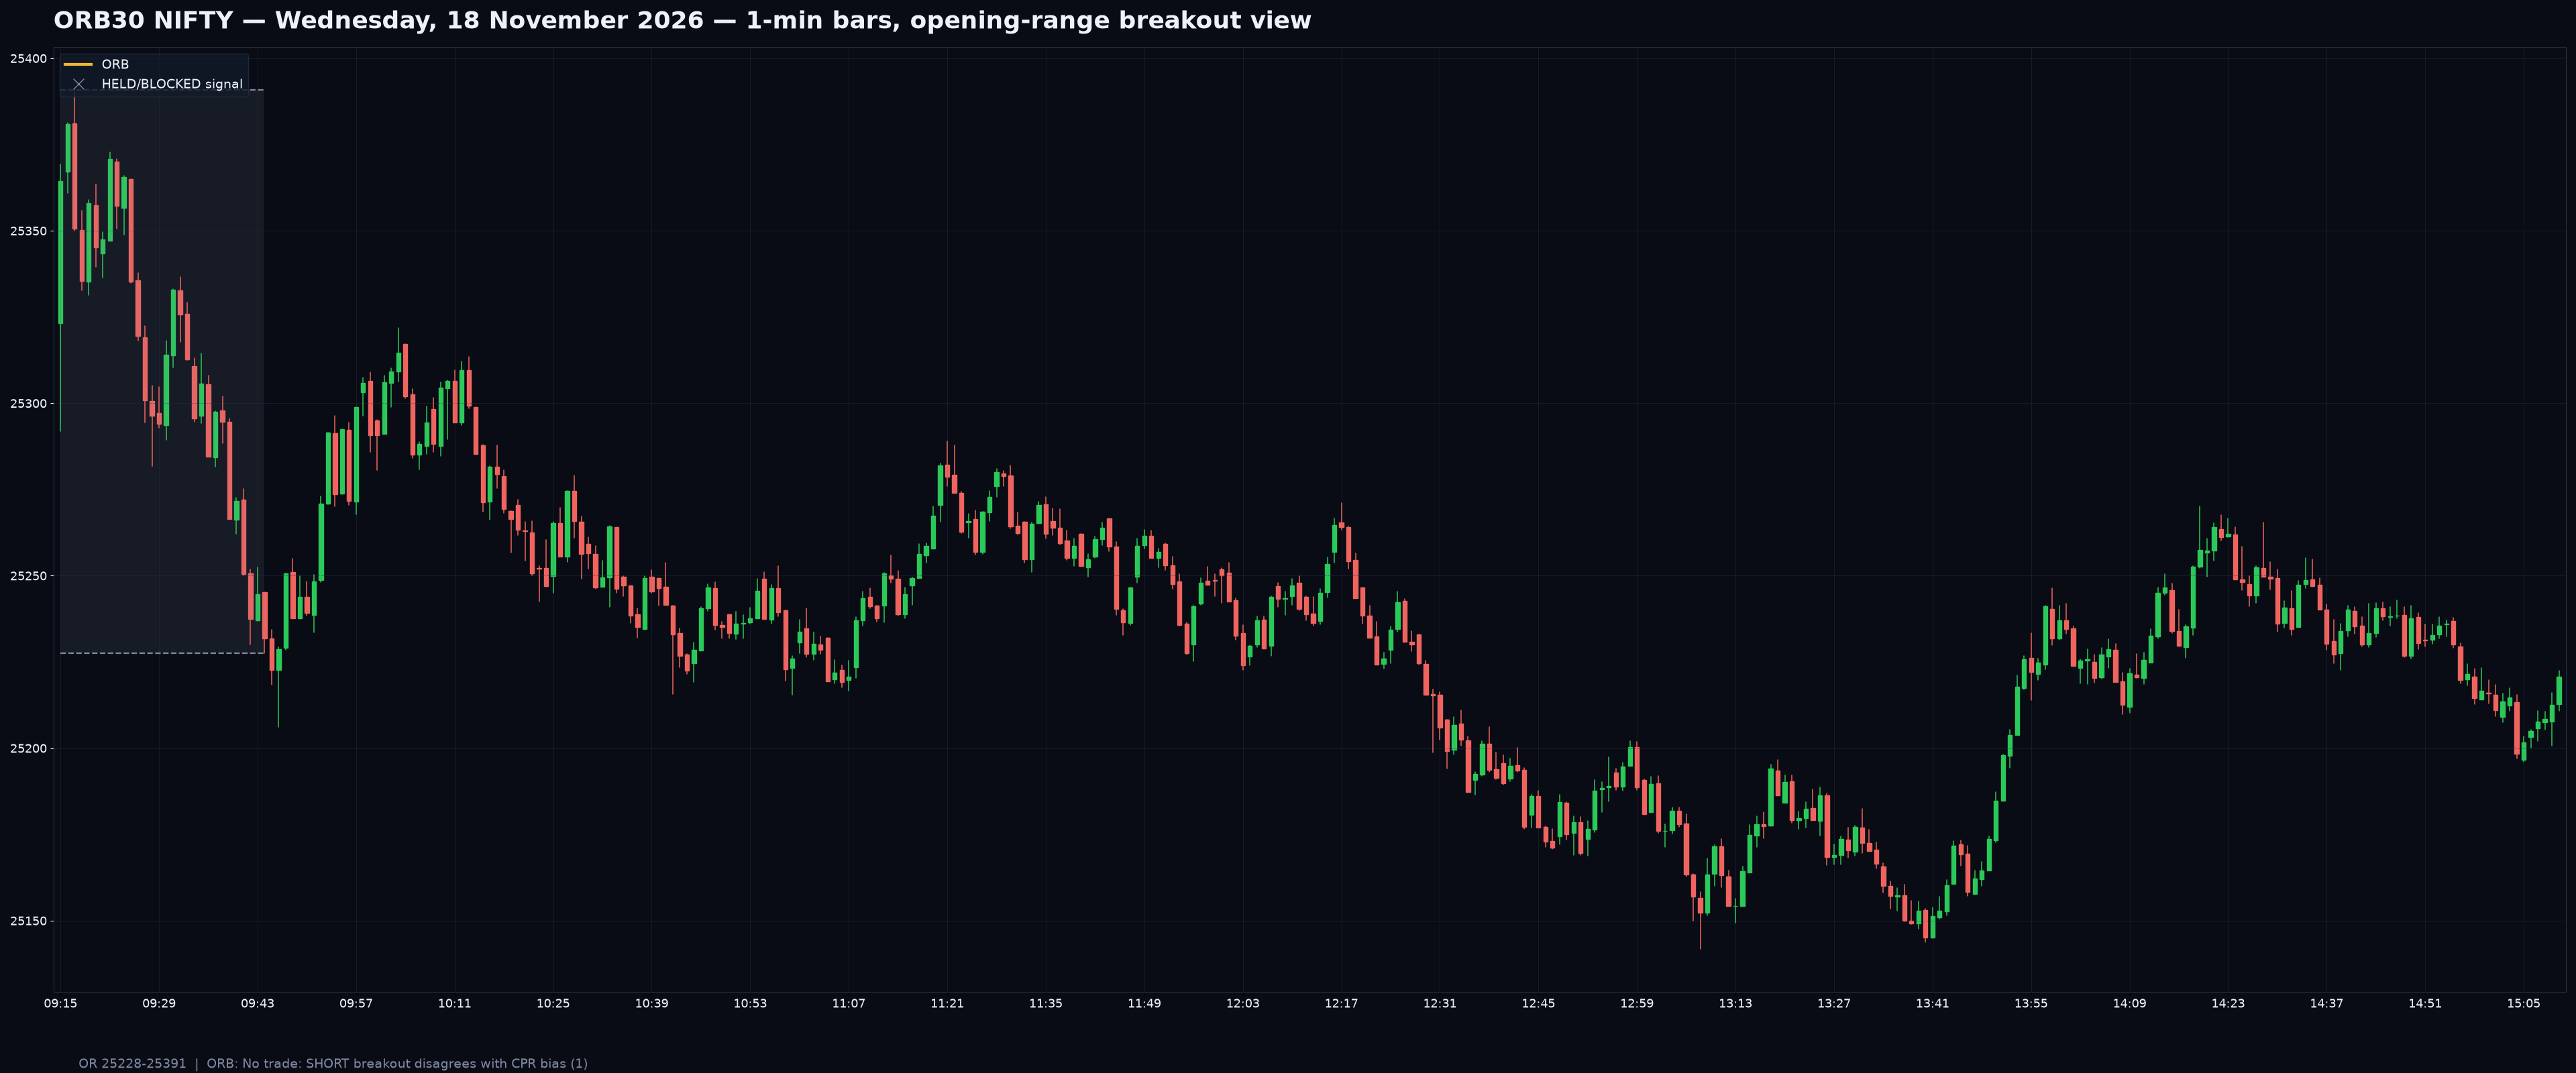 ORB30 NIFTY — Wednesday, 18 November 2026 — 1-min bars, opening-range breakout view
ORB
HELD/BLOCKED signal
25400
25350
25300
25250
25200
25150
09:15 09:29 09:43 09:57 10:11 10:25 10:39 10:53 11:07 11:21 11:35 11:49 12:03 12:17 12:31 12:45 12:59 13:13 13:27 13:41 13:55 14:09 14:23 14:37 14:51 15:05
OR 25228-25391 | ORB: No trade: SHORT breakout disagrees with CPR bias (1)